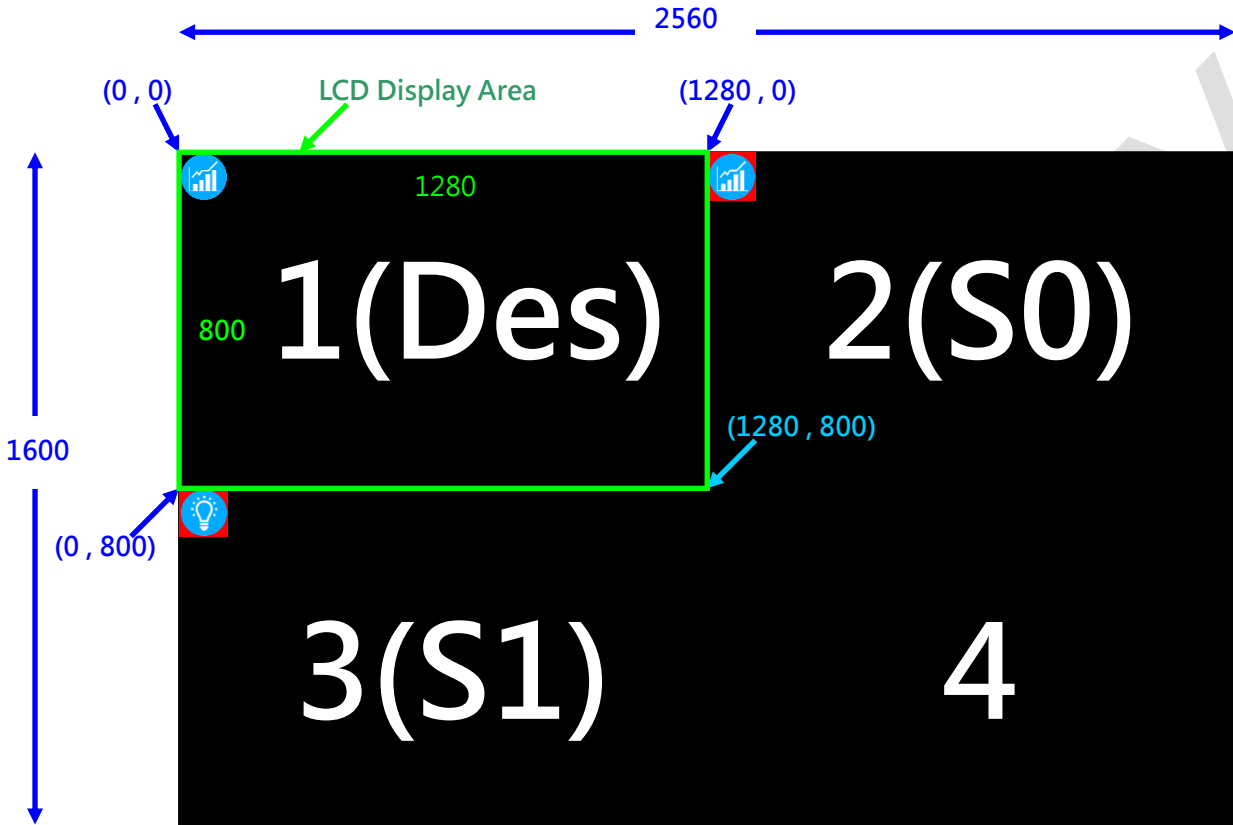 2560
(0 , 0)
LCD Display Area
(1280 , 0)
1280
1(Des)
2(S0)
800
(1280 , 800)
1600
(0 , 800)
3(S1)
4